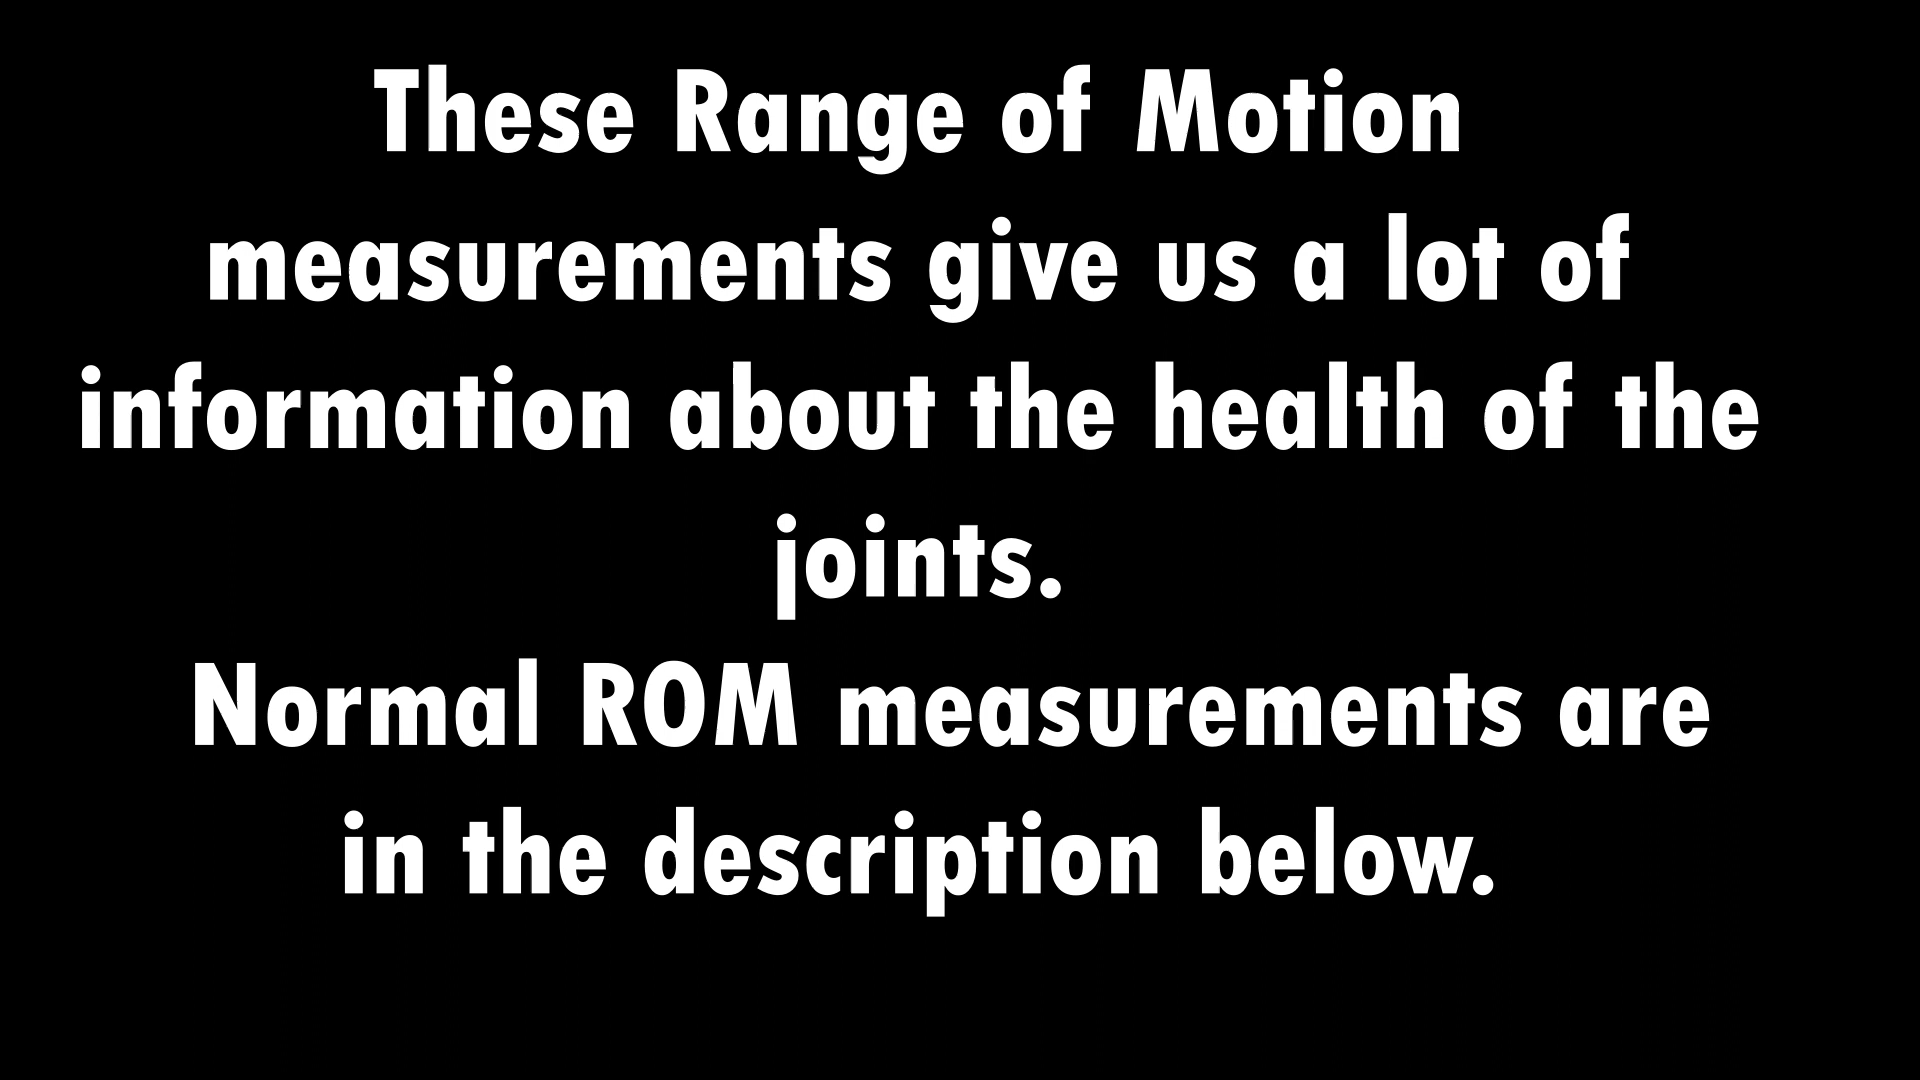 These Range of Motion
measurements give us a lot of
information about the health of the
joints.
Normal ROM measurements are
in the description below.